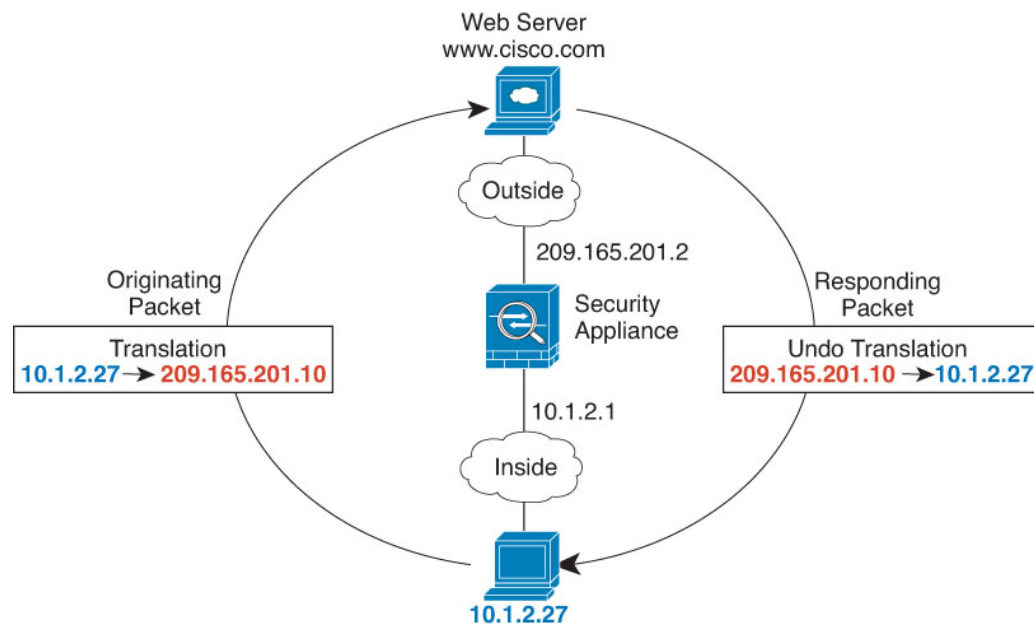 Web Server
www.cisco.com
Outside
209.165.201.2
Originating
Packet
Responding
Packet
Security
Appliance
Translation
10.1.2.27 209.165.201.10
Undo Translation
209.165.201.10 10.1.2.27
10.1.2.1
Inside
10.1.2.27